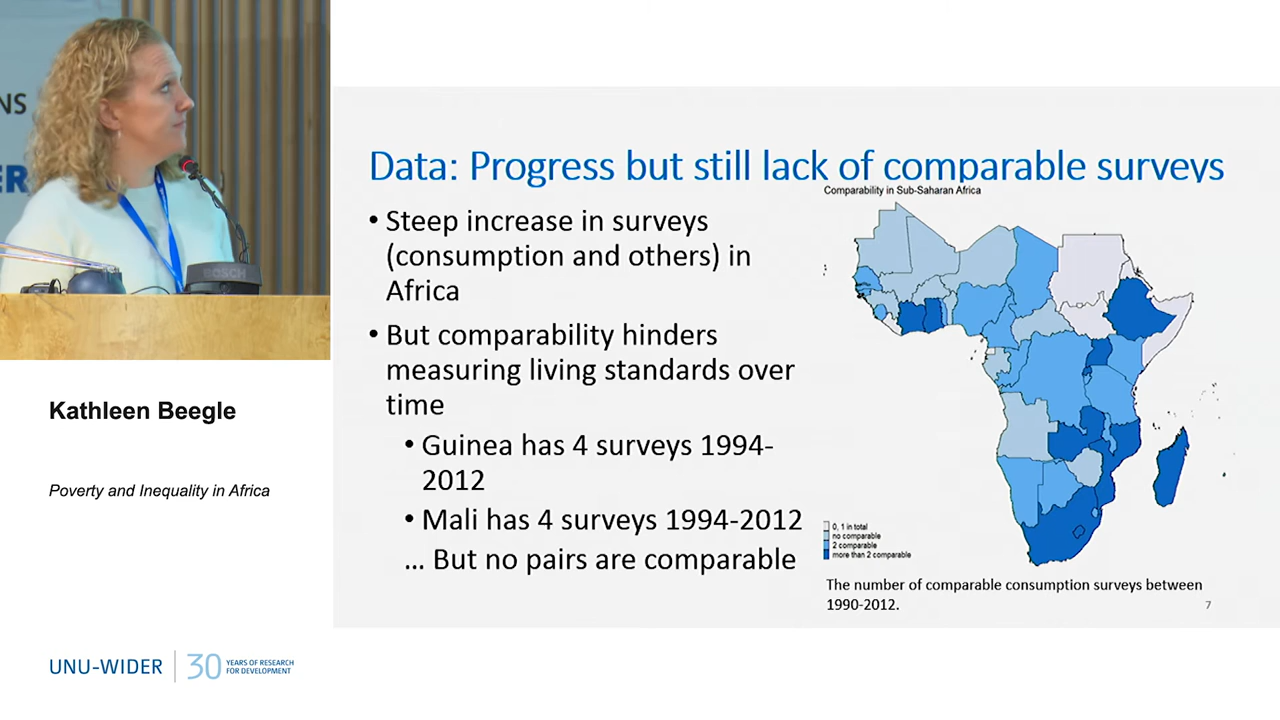 NS
ER
BOSCH
Kathleen Beegle
Poverty and Inequality in Africa
UNU-WIDER
30 YEARS OF RESEARCH
FOR DEVELOPMENT
Data: Progress but still lack of comparable surveys
• Steep increase in surveys
(consumption and others) in
Africa
• But comparability hinders
measuring living standards over
time
• Guinea has 4 surveys 1994-
2012
• Mali has 4 surveys 1994-2012
... But no pairs are comparable
Comparability in Sub-Saharan Africa
0, 1 in total
no comparable
2 comparable
more than 2 comparable
The number of comparable consumption surveys between
1990-2012.
7